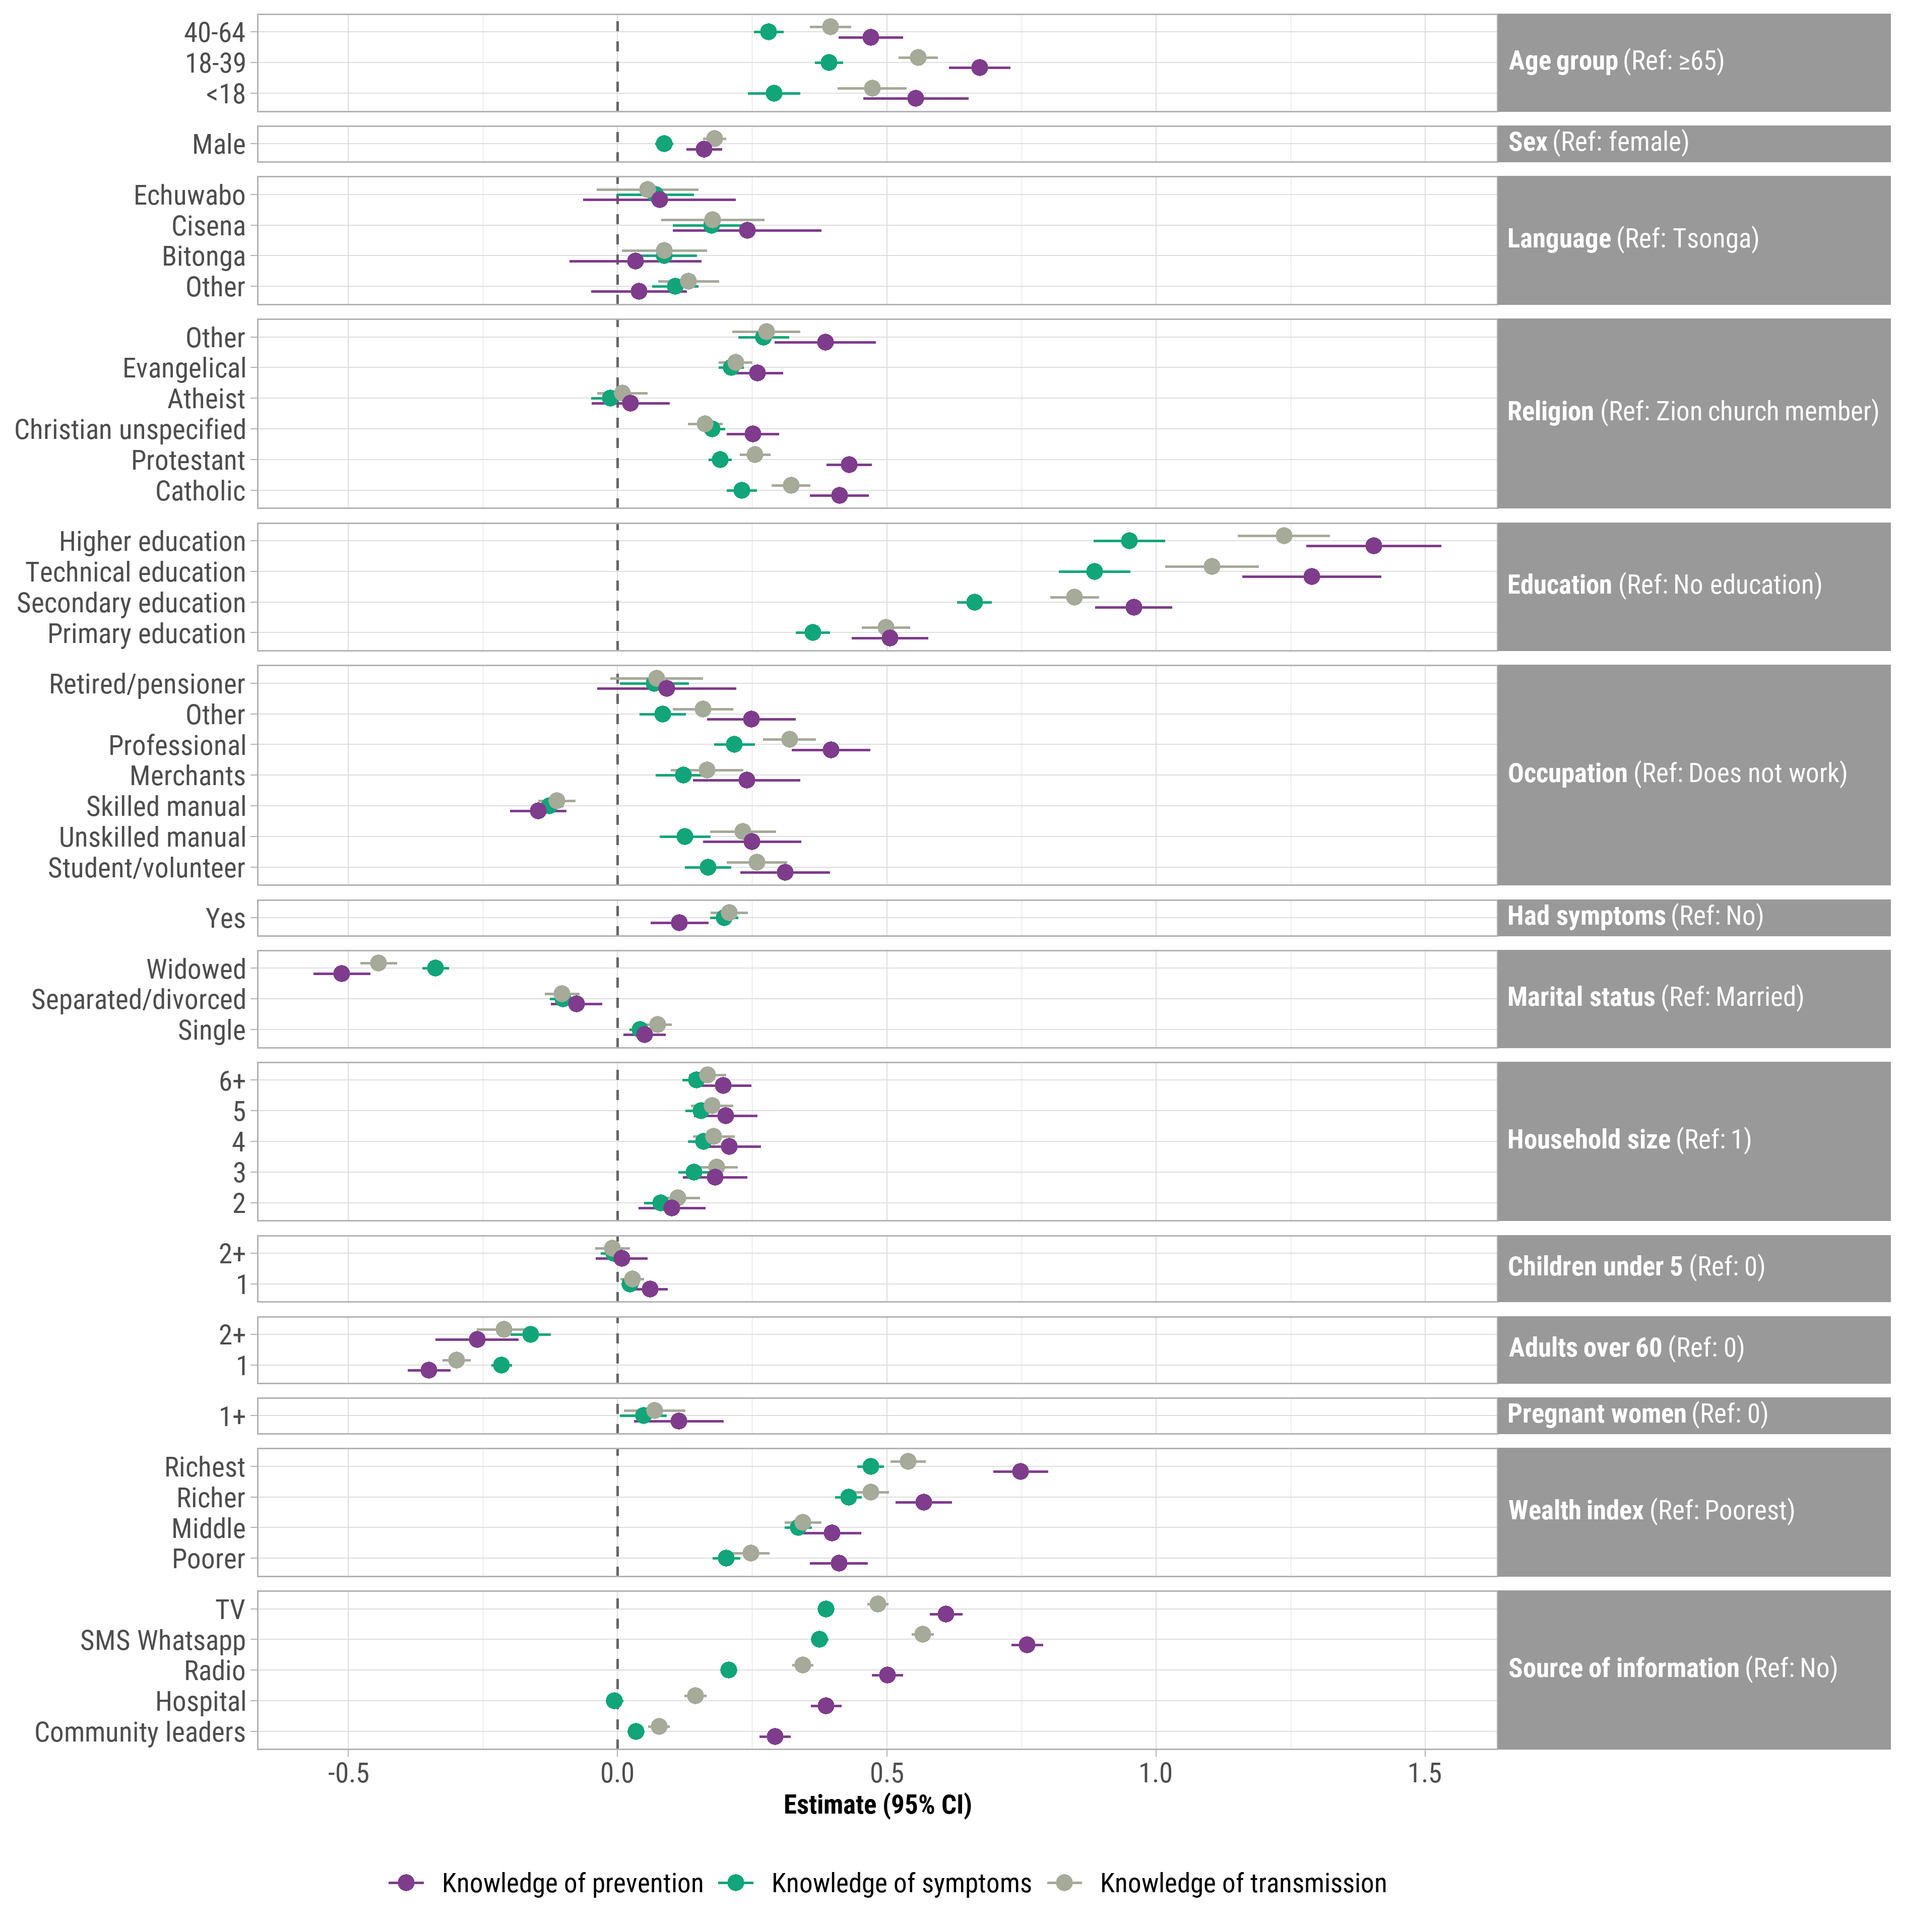 40-64
18-39
<18
Age group (Ref: ≥65)
Male
Sex (Ref: female)
Echuwabo
Cisena
Bitonga
Other
Language (Ref: Tsonga)
Other
Evangelical
Atheist
Christian unspecified
Protestant
Catholic
Religion (Ref: Zion church member)
Higher education
Technical education
Secondary education
Primary education
Education (Ref: No education)
Retired/pensioner
Other
Professional
Merchants
Skilled manual
Unskilled manual
Student/volunteer
Occupation (Ref: Does not work)
Yes
Had symptoms (Ref: No)
Widowed
Separated/divorced
Single
Marital status (Ref: Married)
6+
5
4
3
2
Household size (Ref: 1)
2+
1
Children under 5 (Ref: 0)
2+
1
Adults over 60 (Ref: 0)
1+
Pregnant women (Ref: 0)
Richest
Richer
Middle
Poorer
Wealth index (Ref: Poorest)
TV
SMS Whatsapp
Radio
Hospital
Community leaders
Source of information (Ref: No)
-0.5 0.0 0.5 1.0 1.5
Estimate (95% CI)
Knowledge of prevention Knowledge of symptoms Knowledge of transmission